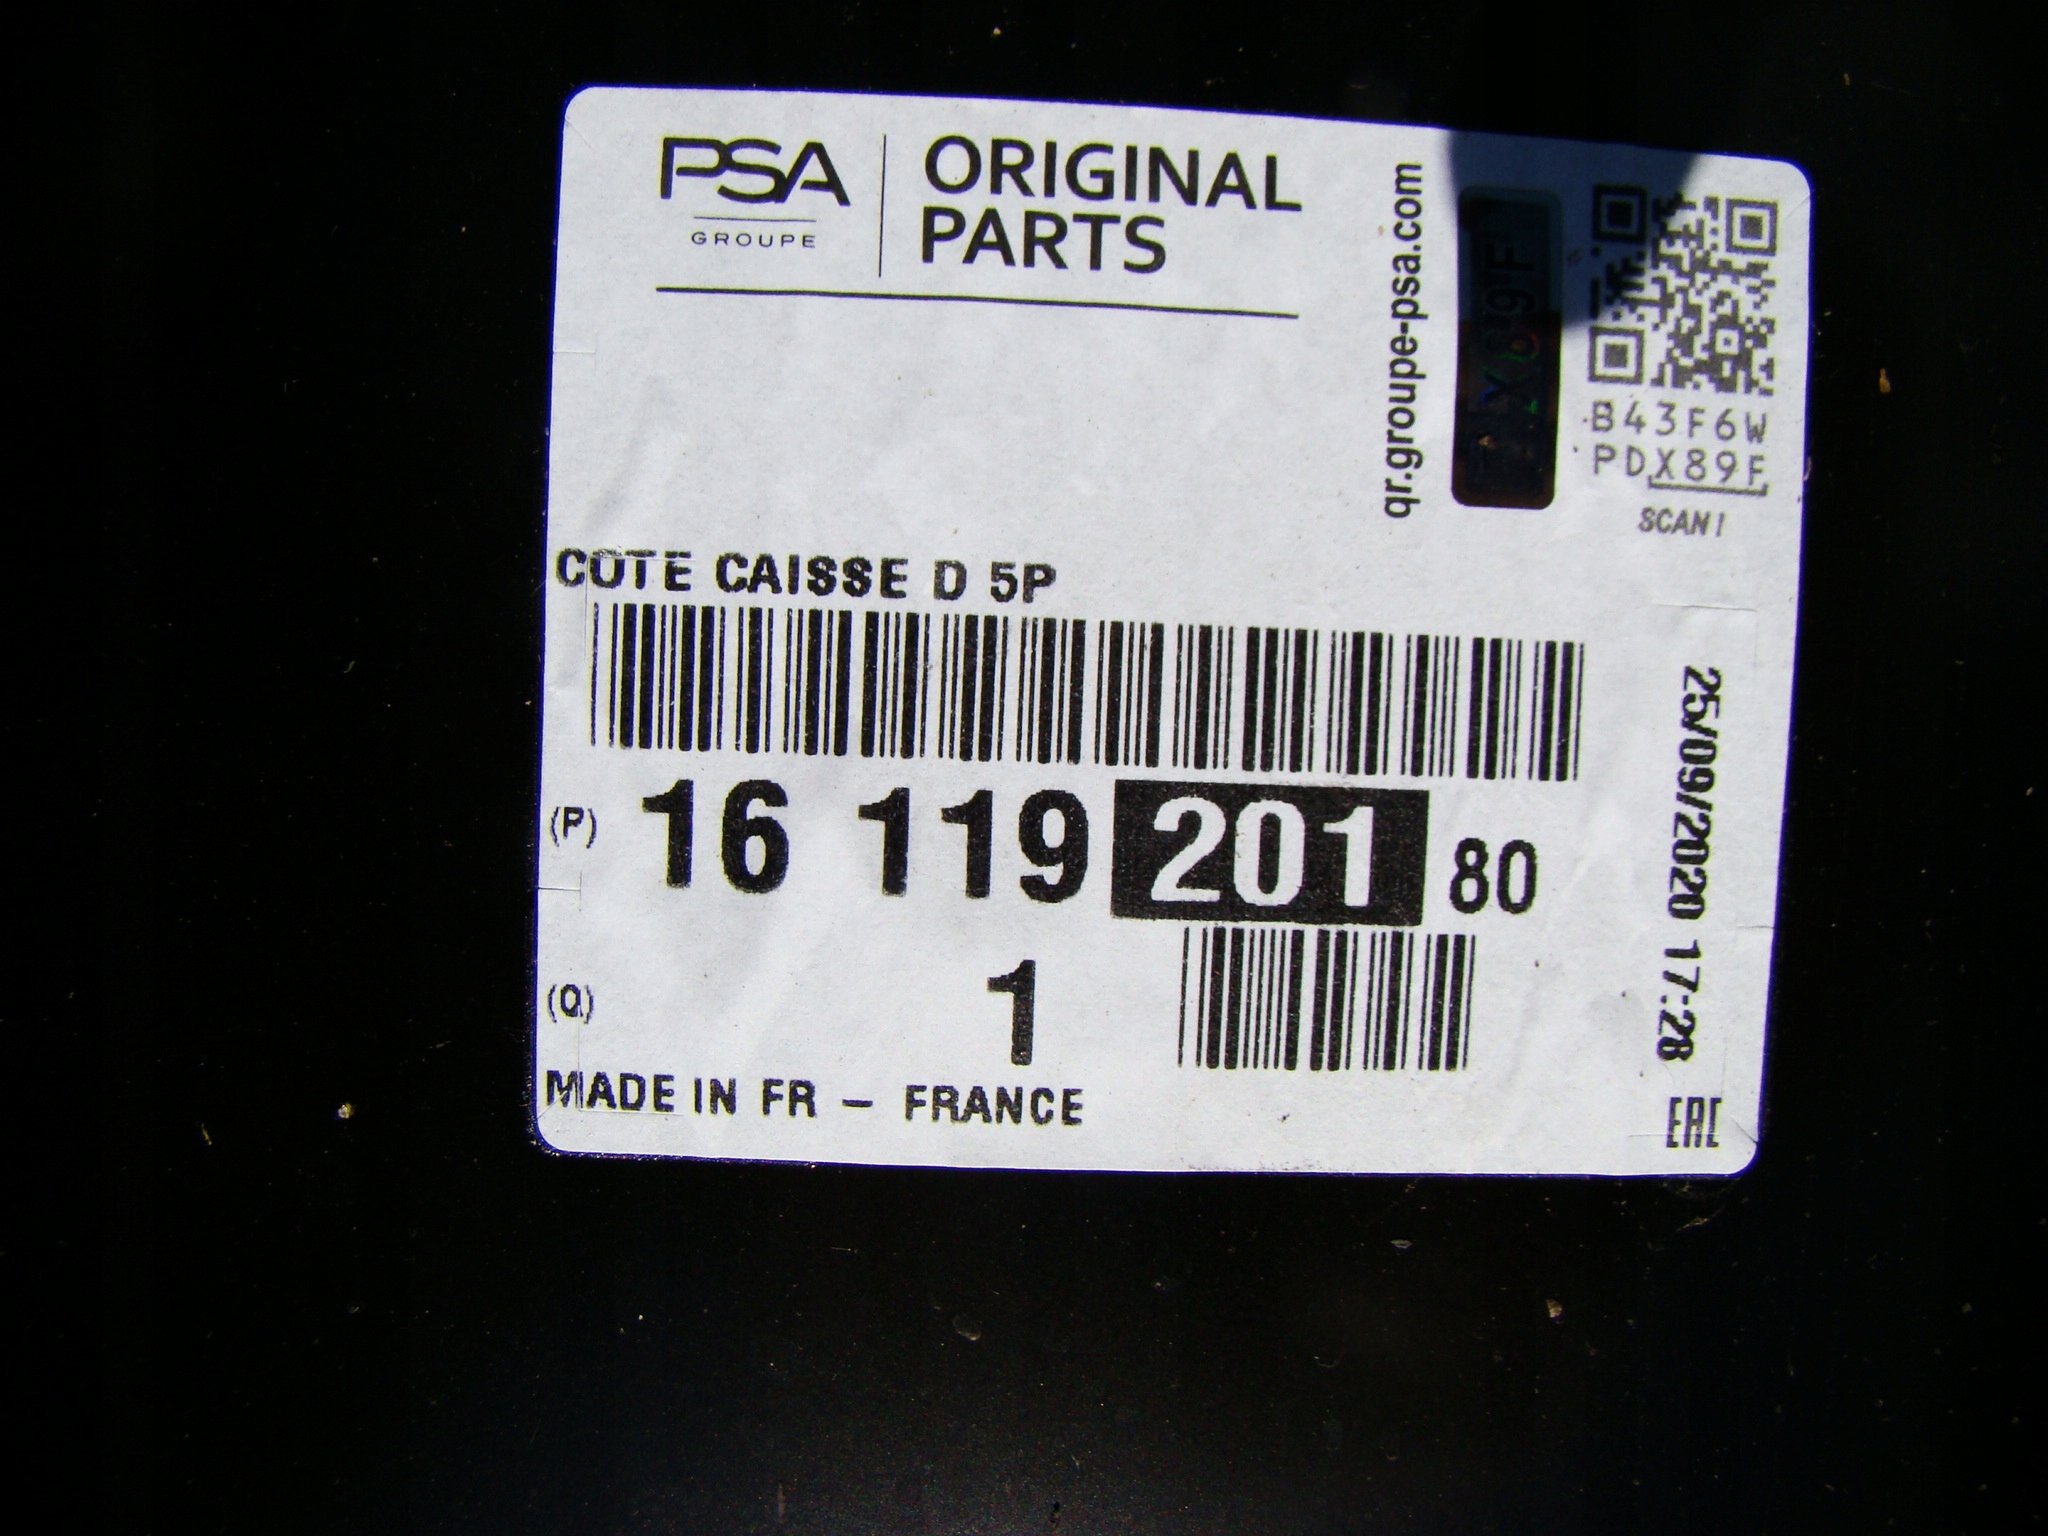 PSA
GROUPE
ORIGINAL
PARTS
qr.groupe-psa.com
X89F
B43F6W
PDX89F
SCAN!
COTE CAISSE D 5P
(P) 16 119 201 80
(Q) 1
MADE IN FR - FRANCE
25/09/2020 17:28
EAC